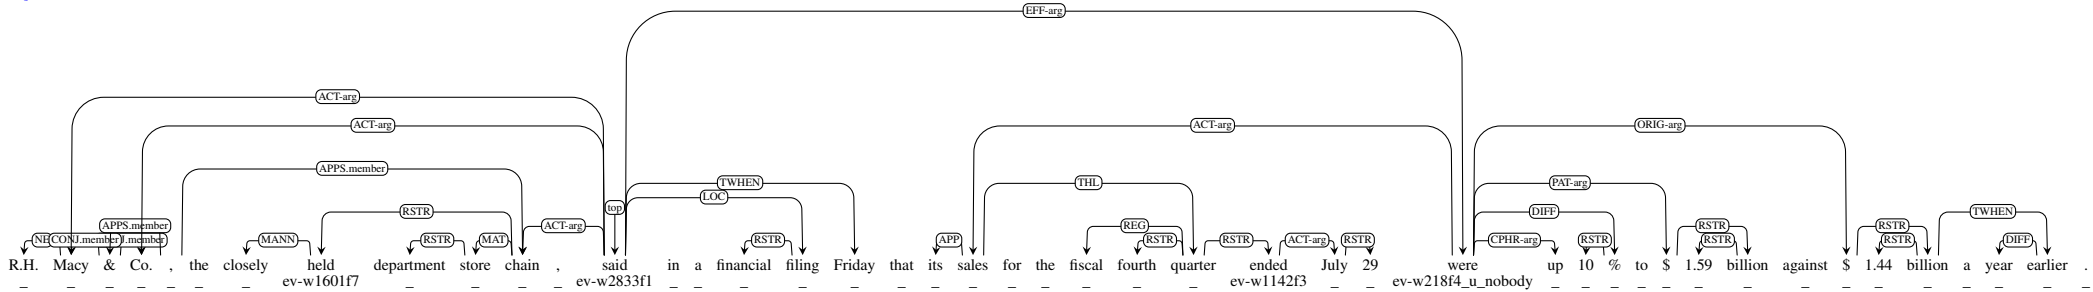 EFF-arg
ACT-arg
ACT-arg ACT-arg ORIG-arg
APPS.member
TWHEN THL PAT-arg
LOC
top
RSTR DIFF TWHEN
APPS.member ACT-arg REG RSTR RSTR
NE CONJ.member J.member MANN RSTR MAT RSTR APP RSTR RSTR ACT-arg RSTR CPHR-arg RSTR RSTR RSTR DIFF
R.H. Macy & Co. , the closely held department store chain , said in a financial filing Friday that its sales for the fiscal fourth quarter ended July 29 were up 10 % to $ 1.59 billion against $ 1.44 billion a year earlier .
_ _ _ _ _ _ _ ev-w1601f7 _ _ _ _ ev-w2833f1 _ _ _ _ _ _ _ _ _ _ _ _ _ ev-w1142f3 _ _ ev-w218f4_u_nobody _ _ _ _ _ _ _ _ _ _ _ _ _ _ _